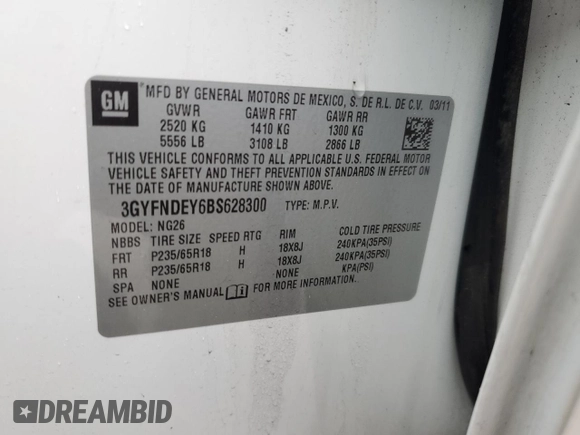 GM
MFD BY GENERAL MOTORS DE MEXICO, S. DE R.L. DE C.V. 03/11
GVWR GAWR FRT GAWR RR
2520 KG 1410 KG 1300 KG
5556 LB 3108 LB 2866 LB
THIS VEHICLE CONFORMS TO ALL APPLICABLE U.S. FEDERAL MOTOR
VEHICLE SAFETY AND THEFT PREVENTION STANDARDS IN EFFECT ON
THE DATE OF MANUFACTURE SHOWN ABOVE.
3GYFNDEY6BS628300 TYPE: M.P.V.
MODEL: NG26
NBBS TIRE SIZE SPEED RTG RIM COLD TIRE PRESSURE
FRT P235/65R18 H 18X8J 240KPA(35PSI)
RR P235/65R18 H 18X8J 240KPA(35PSI)
SPA NONE NONE KPA(PSI)
SEE OWNER'S MANUAL FOR MORE INFORMATION.
DREAMBID